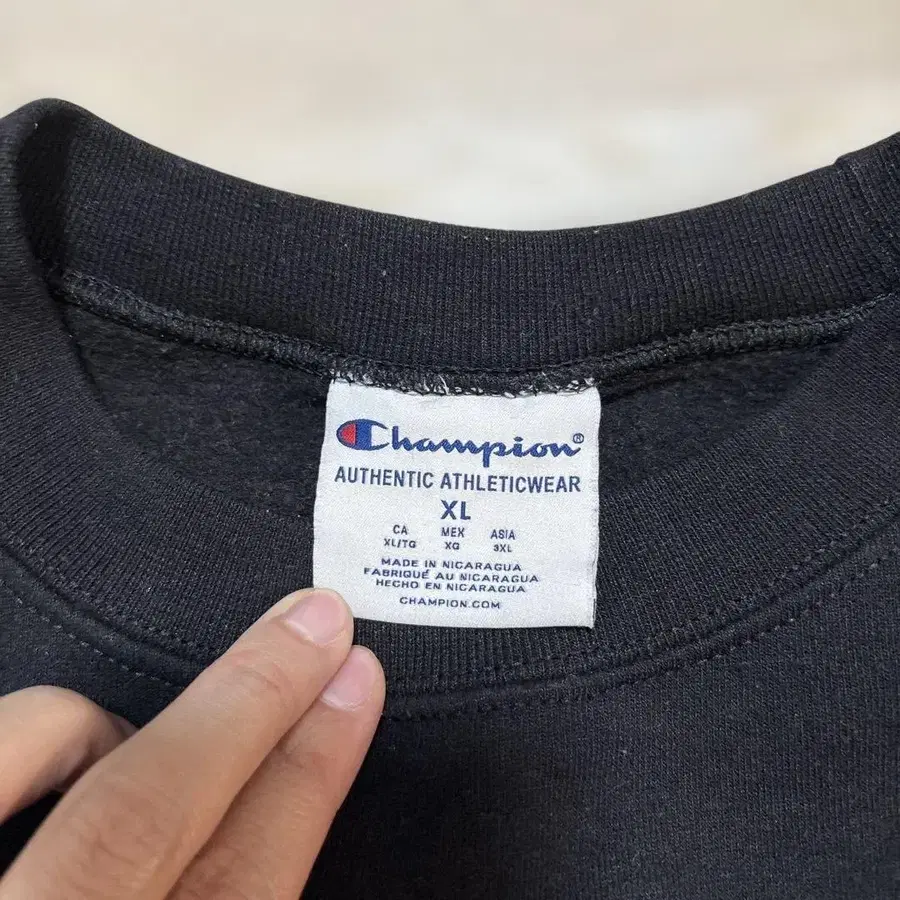 Champion®
AUTHENTIC ATHLETICWEAR
XL
CA MEX ASIA
XL/TG XG 3XL
MADE IN NICARAGUA
FABRIQUÉ AU NICARAGUA
HECHO EN NICARAGUA
CHAMPION.COM